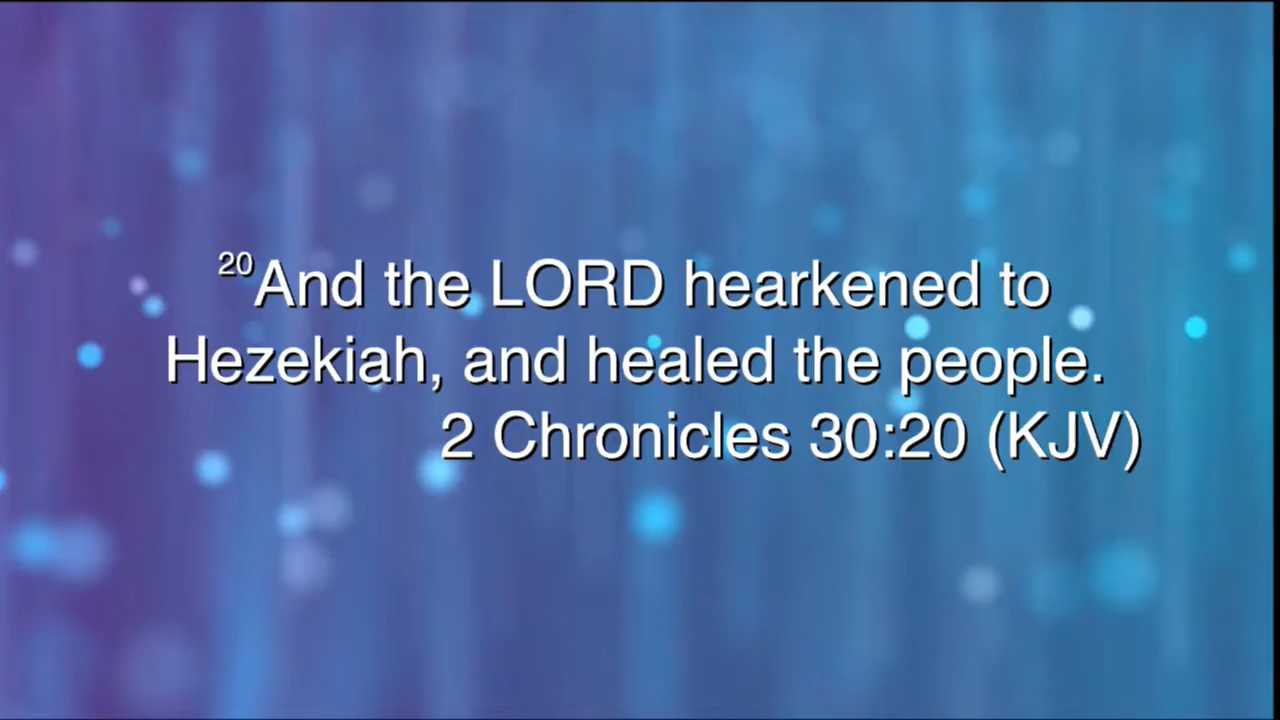 20And the LORD hearkened to
Hezekiah, and healed the people.
2 Chronicles 30:20 (KJV)